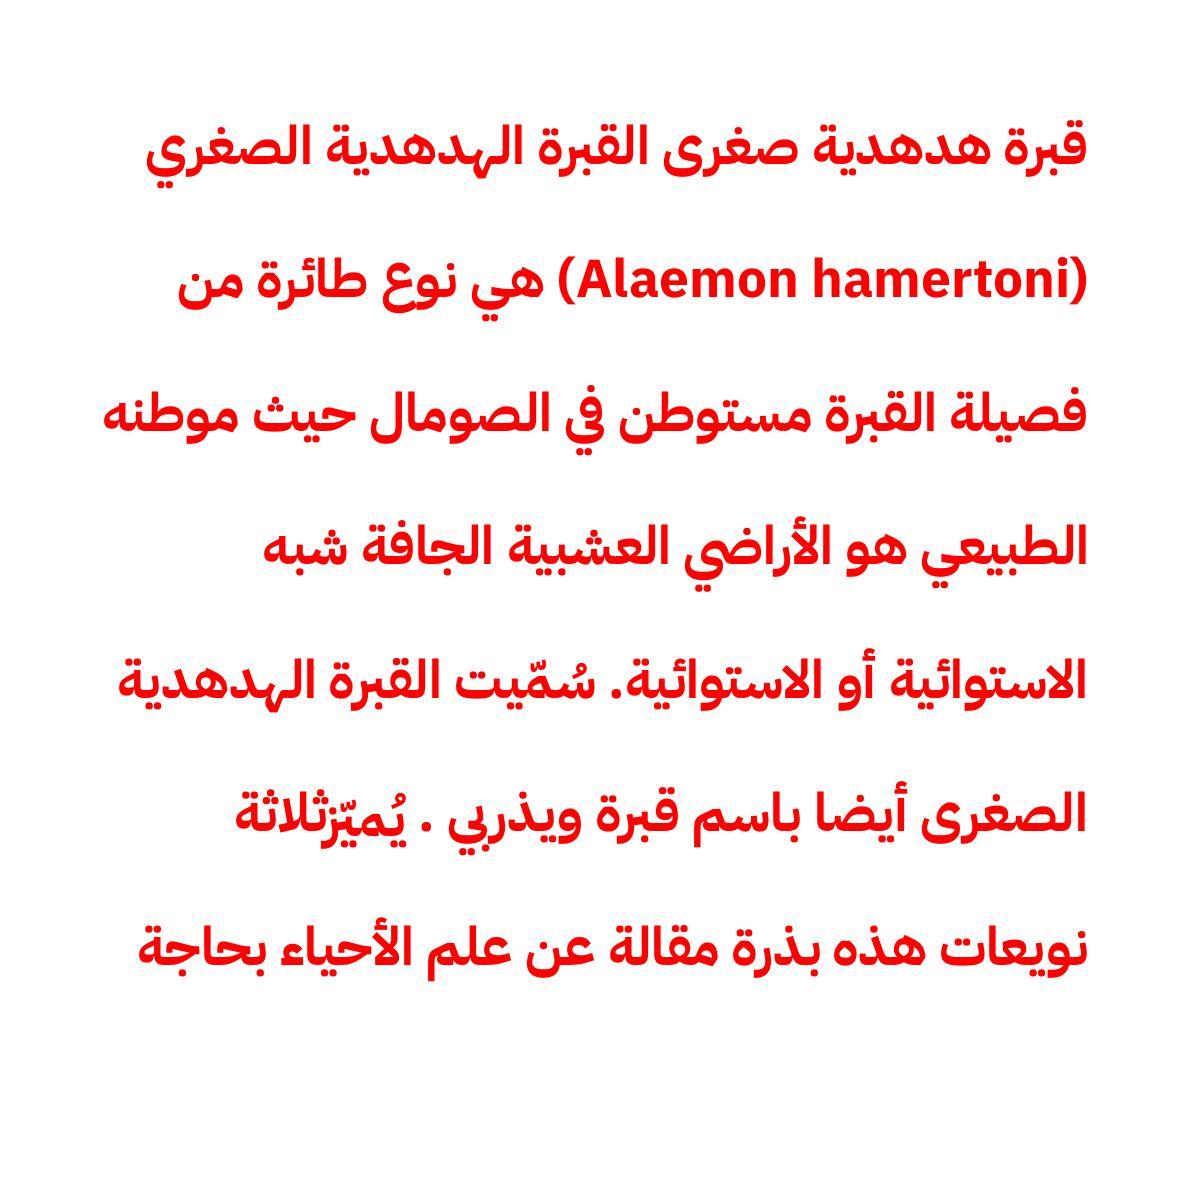 قبرة هدهدية صغرى القبرة الهدهدية الصغري
(Alaemon hamertoni) هي نوع طائرة من
فصيلة القبرة مستوطن في الصومال حيث موطنه
الطبيعي هو الأراضي العشبية الجافة شبه
الاستوائية أو الاستوائية. سُمّيت القبرة الهدهدية
الصغرى أيضا باسم قبرة ويذربي . يُميّزثلاثة
نويعات هذه بذرة مقالة عن علم الأحياء بحاجة